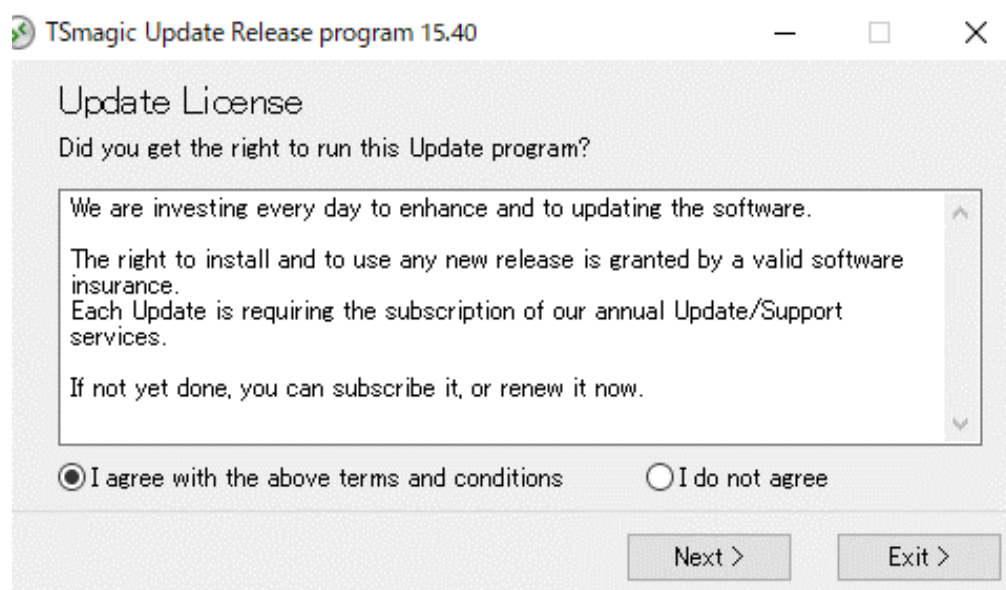 TSmagic Update Release program 15.40
Update License
Did you get the right to run this Update program?
We are investing every day to enhance and to updating the software.
The right to install and to use any new release is granted by a valid software
insurance.
Each Update is requiring the subscription of our annual Update/Support
services.
If not yet done, you can subscribe it, or renew it now.
I agree with the above terms and conditions
I do not agree
Next >
Exit >